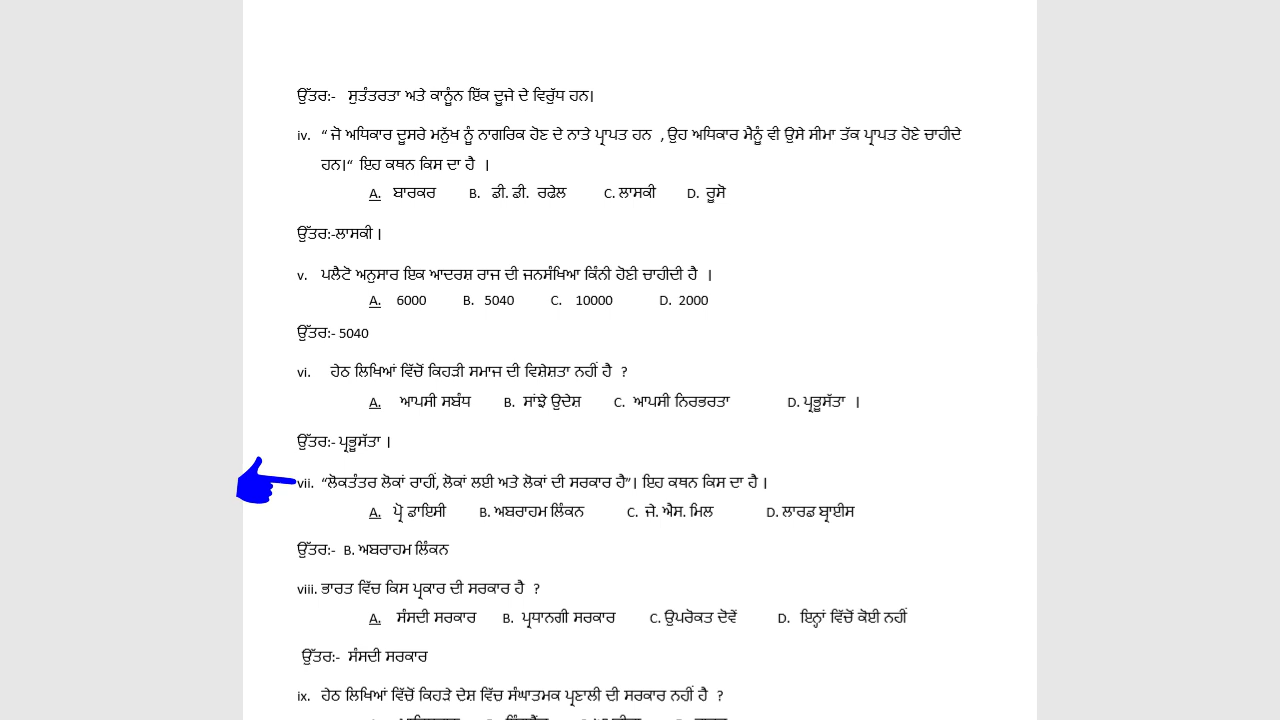 ਉੱਤਰ:- ਸੁਤੰਤਰਤਾ ਅਤੇ ਕਾਨੂੰਨ ਇੱਕ ਦੂਜੇ ਦੇ ਵਿਰੁੱਧ ਹਨ।
iv. “ ਜੋ ਅਧਿਕਾਰ ਦੂਸਰੇ ਮਨੁੱਖ ਨੂੰ ਨਾਗਰਿਕ ਹੋਣ ਦੇ ਨਾਤੇ ਪ੍ਰਾਪਤ ਹਨ , ਉਹ ਅਧਿਕਾਰ ਮੈਨੂੰ ਵੀ ਉਸੇ ਸੀਮਾ ਤੱਕ ਪ੍ਰਾਪਤ ਹੋਣੇ ਚਾਹੀਦੇ
ਹਨ।“ ਇਹ ਕਥਨ ਕਿਸ ਦਾ ਹੈ ।
A. ਬਾਰਕਰ B. ਡੀ. ਡੀ. ਰਫੇਲ C. ਲਾਸਕੀ D. ਰੂਸੋ
ਉੱਤਰ:-ਲਾਸਕੀ ।
v. ਪਲੈਟੋ ਅਨੁਸਾਰ ਇਕ ਆਦਰਸ਼ ਰਾਜ ਦੀ ਜਨਸੰਖਿਆ ਕਿੰਨੀ ਹੋਣੀ ਚਾਹੀਦੀ ਹੈ ।
A. 6000 B. 5040 C. 10000 D. 2000
ਉੱਤਰ:- 5040
vi. ਹੇਠ ਲਿਖਿਆਂ ਵਿੱਚੋਂ ਕਿਹੜੀ ਸਮਾਜ ਦੀ ਵਿਸ਼ੇਸ਼ਤਾ ਨਹੀਂ ਹੈ ?
A. ਆਪਸੀ ਸਬੰਧ B. ਸਾਂਝੇ ਉਦੇਸ਼ C. ਆਪਸੀ ਨਿਰਭਰਤਾ D. ਪ੍ਰਭੂਸੱਤਾ ।
ਉੱਤਰ:- ਪ੍ਰਭੂਸੱਤਾ ।
vii. “ਲੋਕਤੰਤਰ ਲੋਕਾਂ ਰਾਹੀਂ, ਲੋਕਾਂ ਲਈ ਅਤੇ ਲੋਕਾਂ ਦੀ ਸਰਕਾਰ ਹੈ”। ਇਹ ਕਥਨ ਕਿਸ ਦਾ ਹੈ ।
A. ਪ੍ਰੋ ਡਾਇਸੀ B. ਅਬਰਾਹਮ ਲਿੰਕਨ C. ਜੇ. ਐਸ. ਮਿਲ D. ਲਾਰਡ ਬ੍ਰਾਈਸ
ਉੱਤਰ:- B. ਅਬਰਾਹਮ ਲਿੰਕਨ
viii. ਭਾਰਤ ਵਿੱਚ ਕਿਸ ਪ੍ਰਕਾਰ ਦੀ ਸਰਕਾਰ ਹੈ ?
A. ਸੰਸਦੀ ਸਰਕਾਰ B. ਪ੍ਰਧਾਨਗੀ ਸਰਕਾਰ C. ਉਪਰੋਕਤ ਦੋਵੇਂ D. ਇਨ੍ਹਾਂ ਵਿੱਚੋਂ ਕੋਈ ਨਹੀਂ
ਉੱਤਰ:- ਸੰਸਦੀ ਸਰਕਾਰ
ix. ਹੇਠ ਲਿਖਿਆਂ ਵਿੱਚੋਂ ਕਿਹੜੇ ਦੇਸ਼ ਵਿੱਚ ਸੰਘਾਤਮਕ ਪ੍ਰਣਾਲੀ ਦੀ ਸਰਕਾਰ ਨਹੀਂ ਹੈ ?